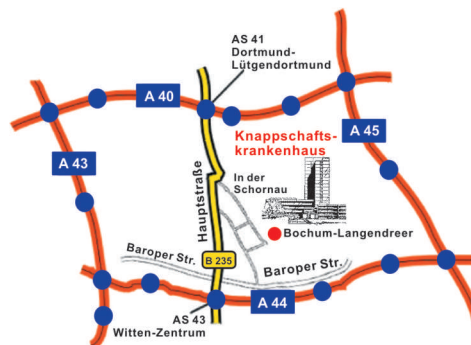 AS 41
Dortmund-
Lütgendortmund
A 40
A 45
Knappschafts-
krankenhaus
A 43
In der
Schornau
Hauptstraße
Bochum-Langendreer
Baroper Str.
B 235
Baroper Str.
A 44
AS 43
Witten-Zentrum